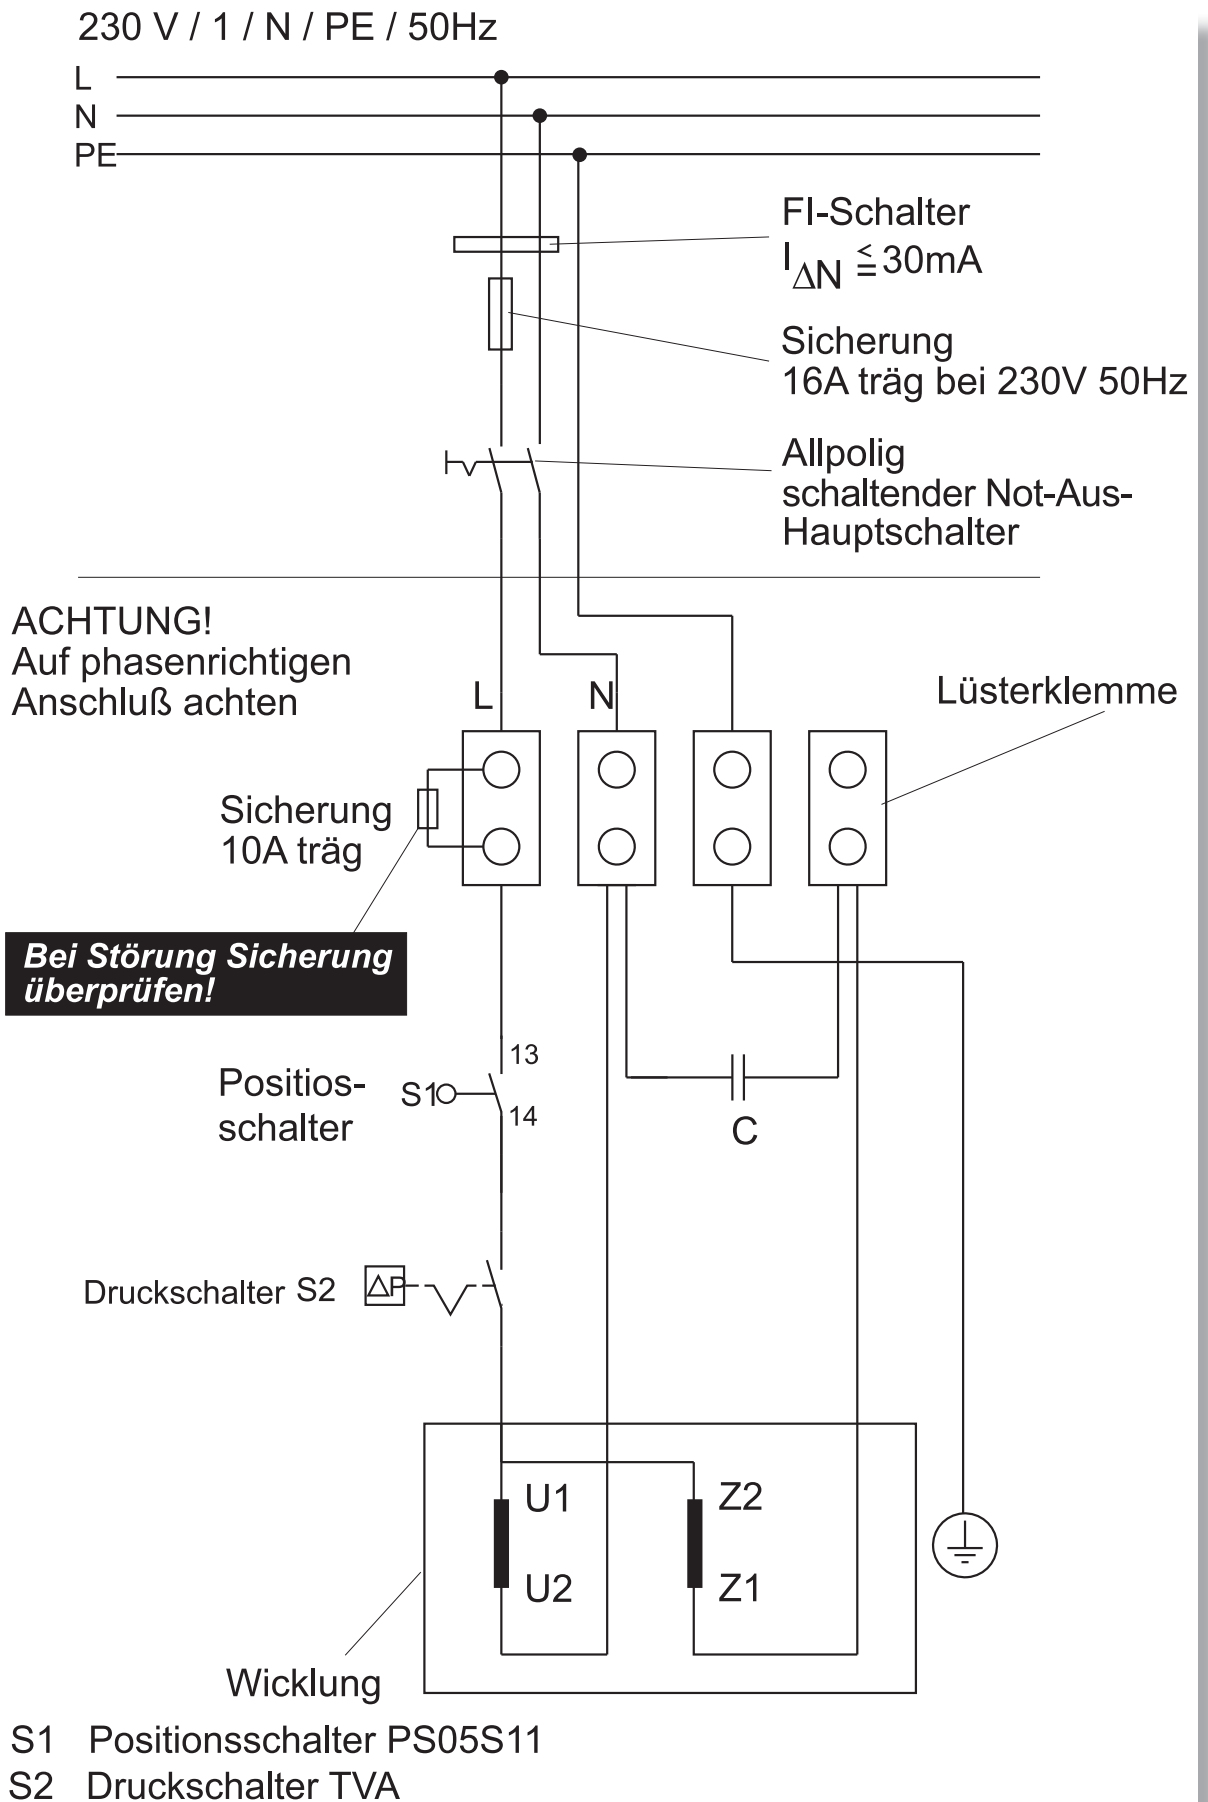 230 V / 1 / N / PE / 50Hz
L
N
PE
FI-Schalter
I ΔN ≦ 30mA
Sicherung
16A träg bei 230V 50Hz
Allpolig
schaltender Not-Aus-
Hauptschalter
ACHTUNG!
Auf phasenrichtigen
Anschluß achten
L
N
Lüsterklemme
Sicherung
10A träg
Bei Störung Sicherung
überprüfen!
13
Positios-
schalter
S1
14
C
Druckschalter S2
ΔP
U1
Z2
U2
Z1
Wicklung
S1 Positionsschalter PS05S11
S2 Druckschalter TVA